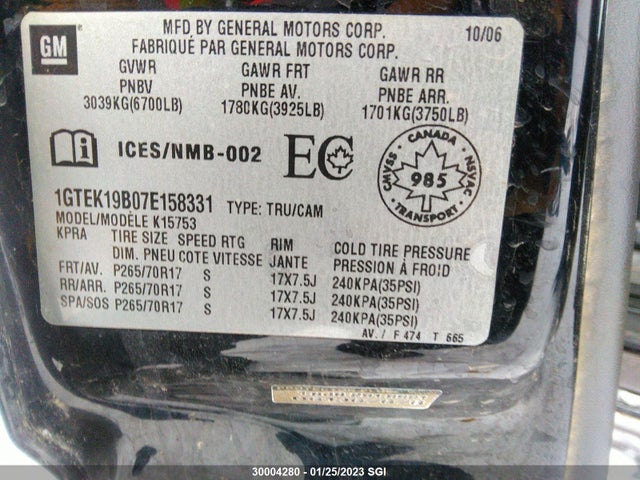 GM
MFD BY GENERAL MOTORS CORP. 10/06
FABRIQUÉ PAR GENERAL MOTORS CORP.
GVWR GAWR FRT GAWR RR
PNBV PNBE AV. PNBE ARR.
3039KG(6700LB) 1780KG(3925LB) 1701KG(3750LB)
i ICES/NMB-002 EC
CANADA
CMVSS 985 NSVAC
TRANSPORT
1GTEK19B07E158331 TYPE: TRU/CAM
MODEL/MODÈLE K15753
KPRA TIRE SIZE SPEED RTG RIM COLD TIRE PRESSURE
DIM. PNEU COTE VITESSE JANTE PRESSION À FROID
FRT/AV. P265/70R17 S 17X7.5J 240KPA(35PSI)
RR/ARR. P265/70R17 S 17X7.5J 240KPA(35PSI)
SPA/SOS P265/70R17 S 17X7.5J 240KPA(35PSI)
AV./ F 474 T 665
30004280 - 01/25/2023 SGI